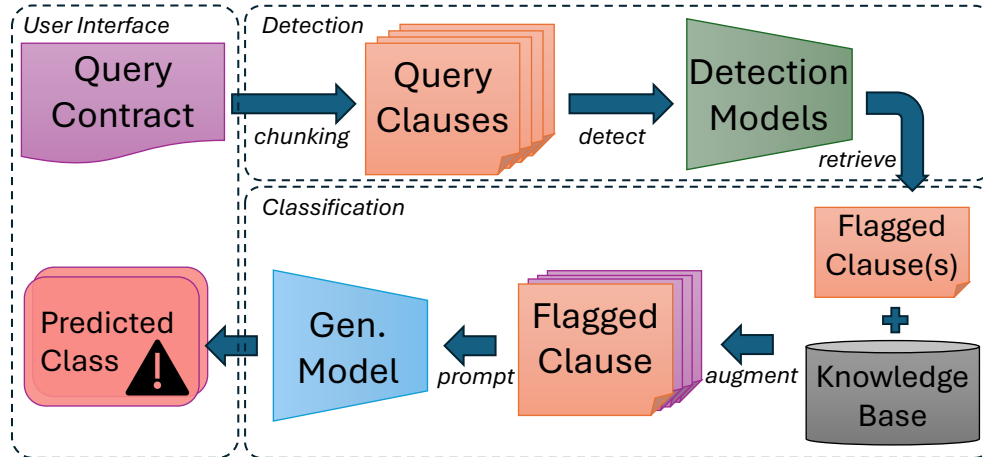 User Interface
Query
Contract
chunking
Detection
Query
Clauses
detect
Detection
Models
retrieve
Classification
Flagged
Clause(s)
Knowledge
Base
augment
Flagged
Clause
prompt
Gen.
Model
Predicted
Class